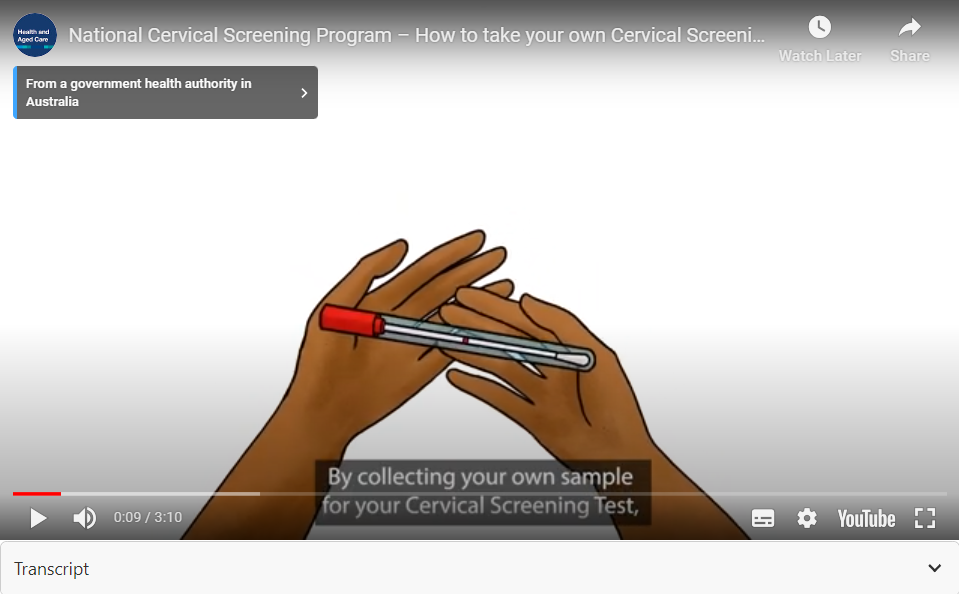 Health and
Aged Care
National Cervical Screening Program – How to take your own Cervical Screeni...
Watch Later
Share
From a government health authority in
Australia
By collecting your own sample
for your Cervical Screening Test,
0:09 / 3:10
YouTube
Transcript